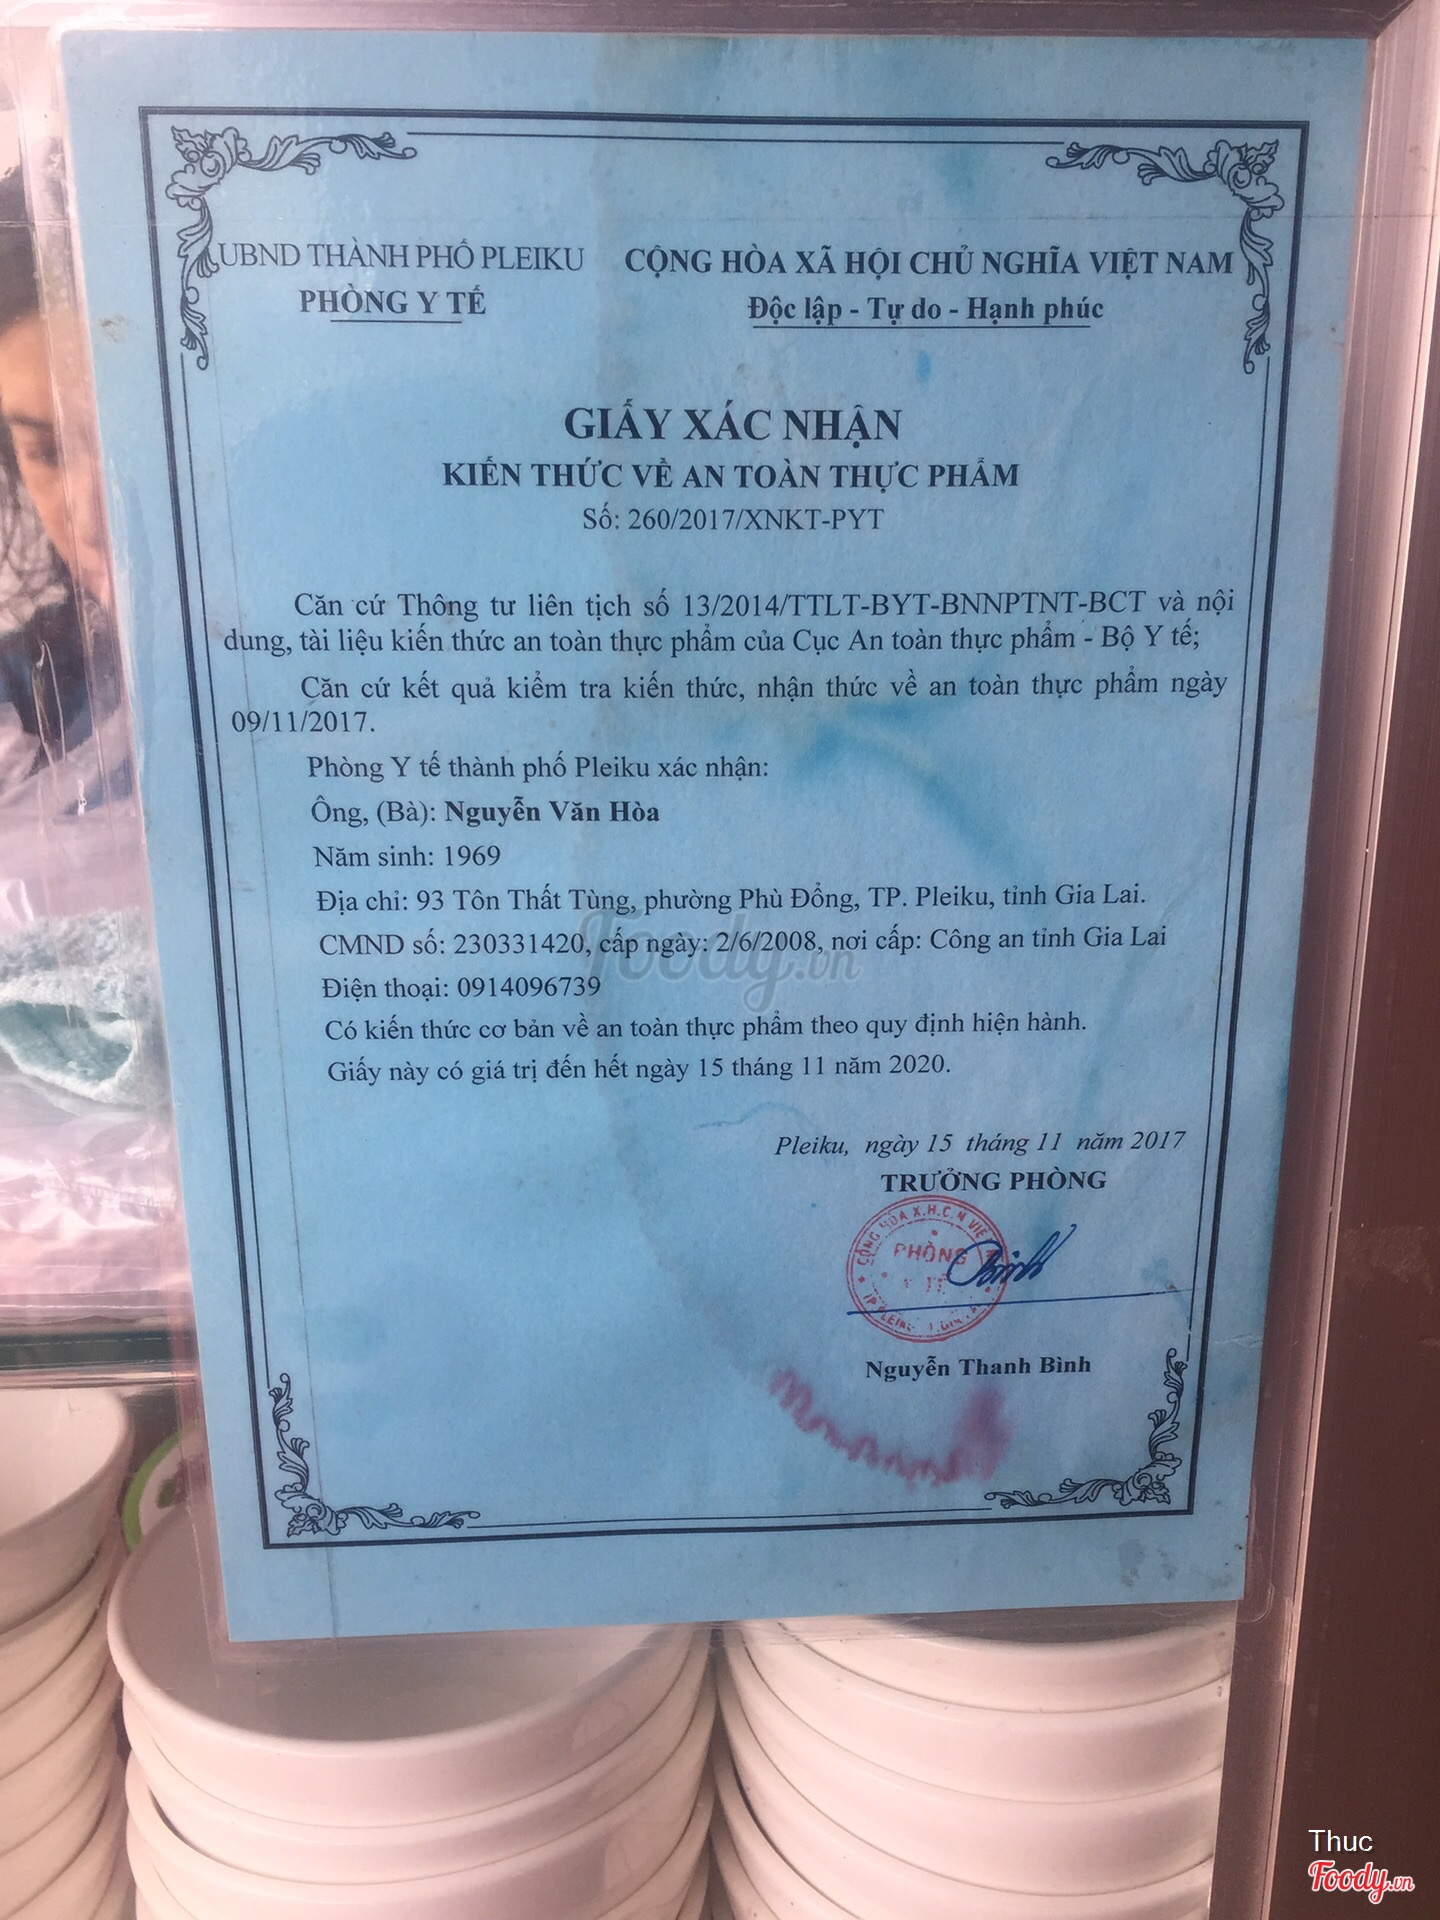 UBND THÀNH PHỐ PLEIKU
PHÒNG Y TẾ
CỘNG HÒA XÃ HỘI CHỦ NGHĨA VIỆT NAM
Độc lập - Tự do - Hạnh phúc
GIẤY XÁC NHẬN
KIẾN THỨC VỀ AN TOÀN THỰC PHẨM
Số: 260/2017/XNKT-PYT
Căn cứ Thông tư liên tịch số 13/2014/TTLT-BYT-BNNPTNT-BCT và nội
dung, tài liệu kiến thức an toàn thực phẩm của Cục An toàn thực phẩm - Bộ Y tế;
Căn cứ kết quả kiểm tra kiến thức, nhận thức về an toàn thực phẩm ngày
09/11/2017.
Phòng Y tế thành phố Pleiku xác nhận:
Ông, (Bà): Nguyễn Văn Hòa
Năm sinh: 1969
Địa chỉ: 93 Tôn Thất Tùng, phường Phù Đổng, TP. Pleiku, tỉnh Gia Lai.
CMND số: 230331420, cấp ngày: 2/6/2008, nơi cấp: Công an tỉnh Gia Lai
Foody.vn
Điện thoại: 0914096739
Có kiến thức cơ bản về an toàn thực phẩm theo quy định hiện hành.
Giấy này có giá trị đến hết ngày 15 tháng 11 năm 2020.
Pleiku, ngày 15 tháng 11 năm 2017
TRƯỞNG PHÒNG
CỘNG HÒA X.H.C.N
PHÒNG
Nguyễn Thanh Bình
Thuc
Foody.vn